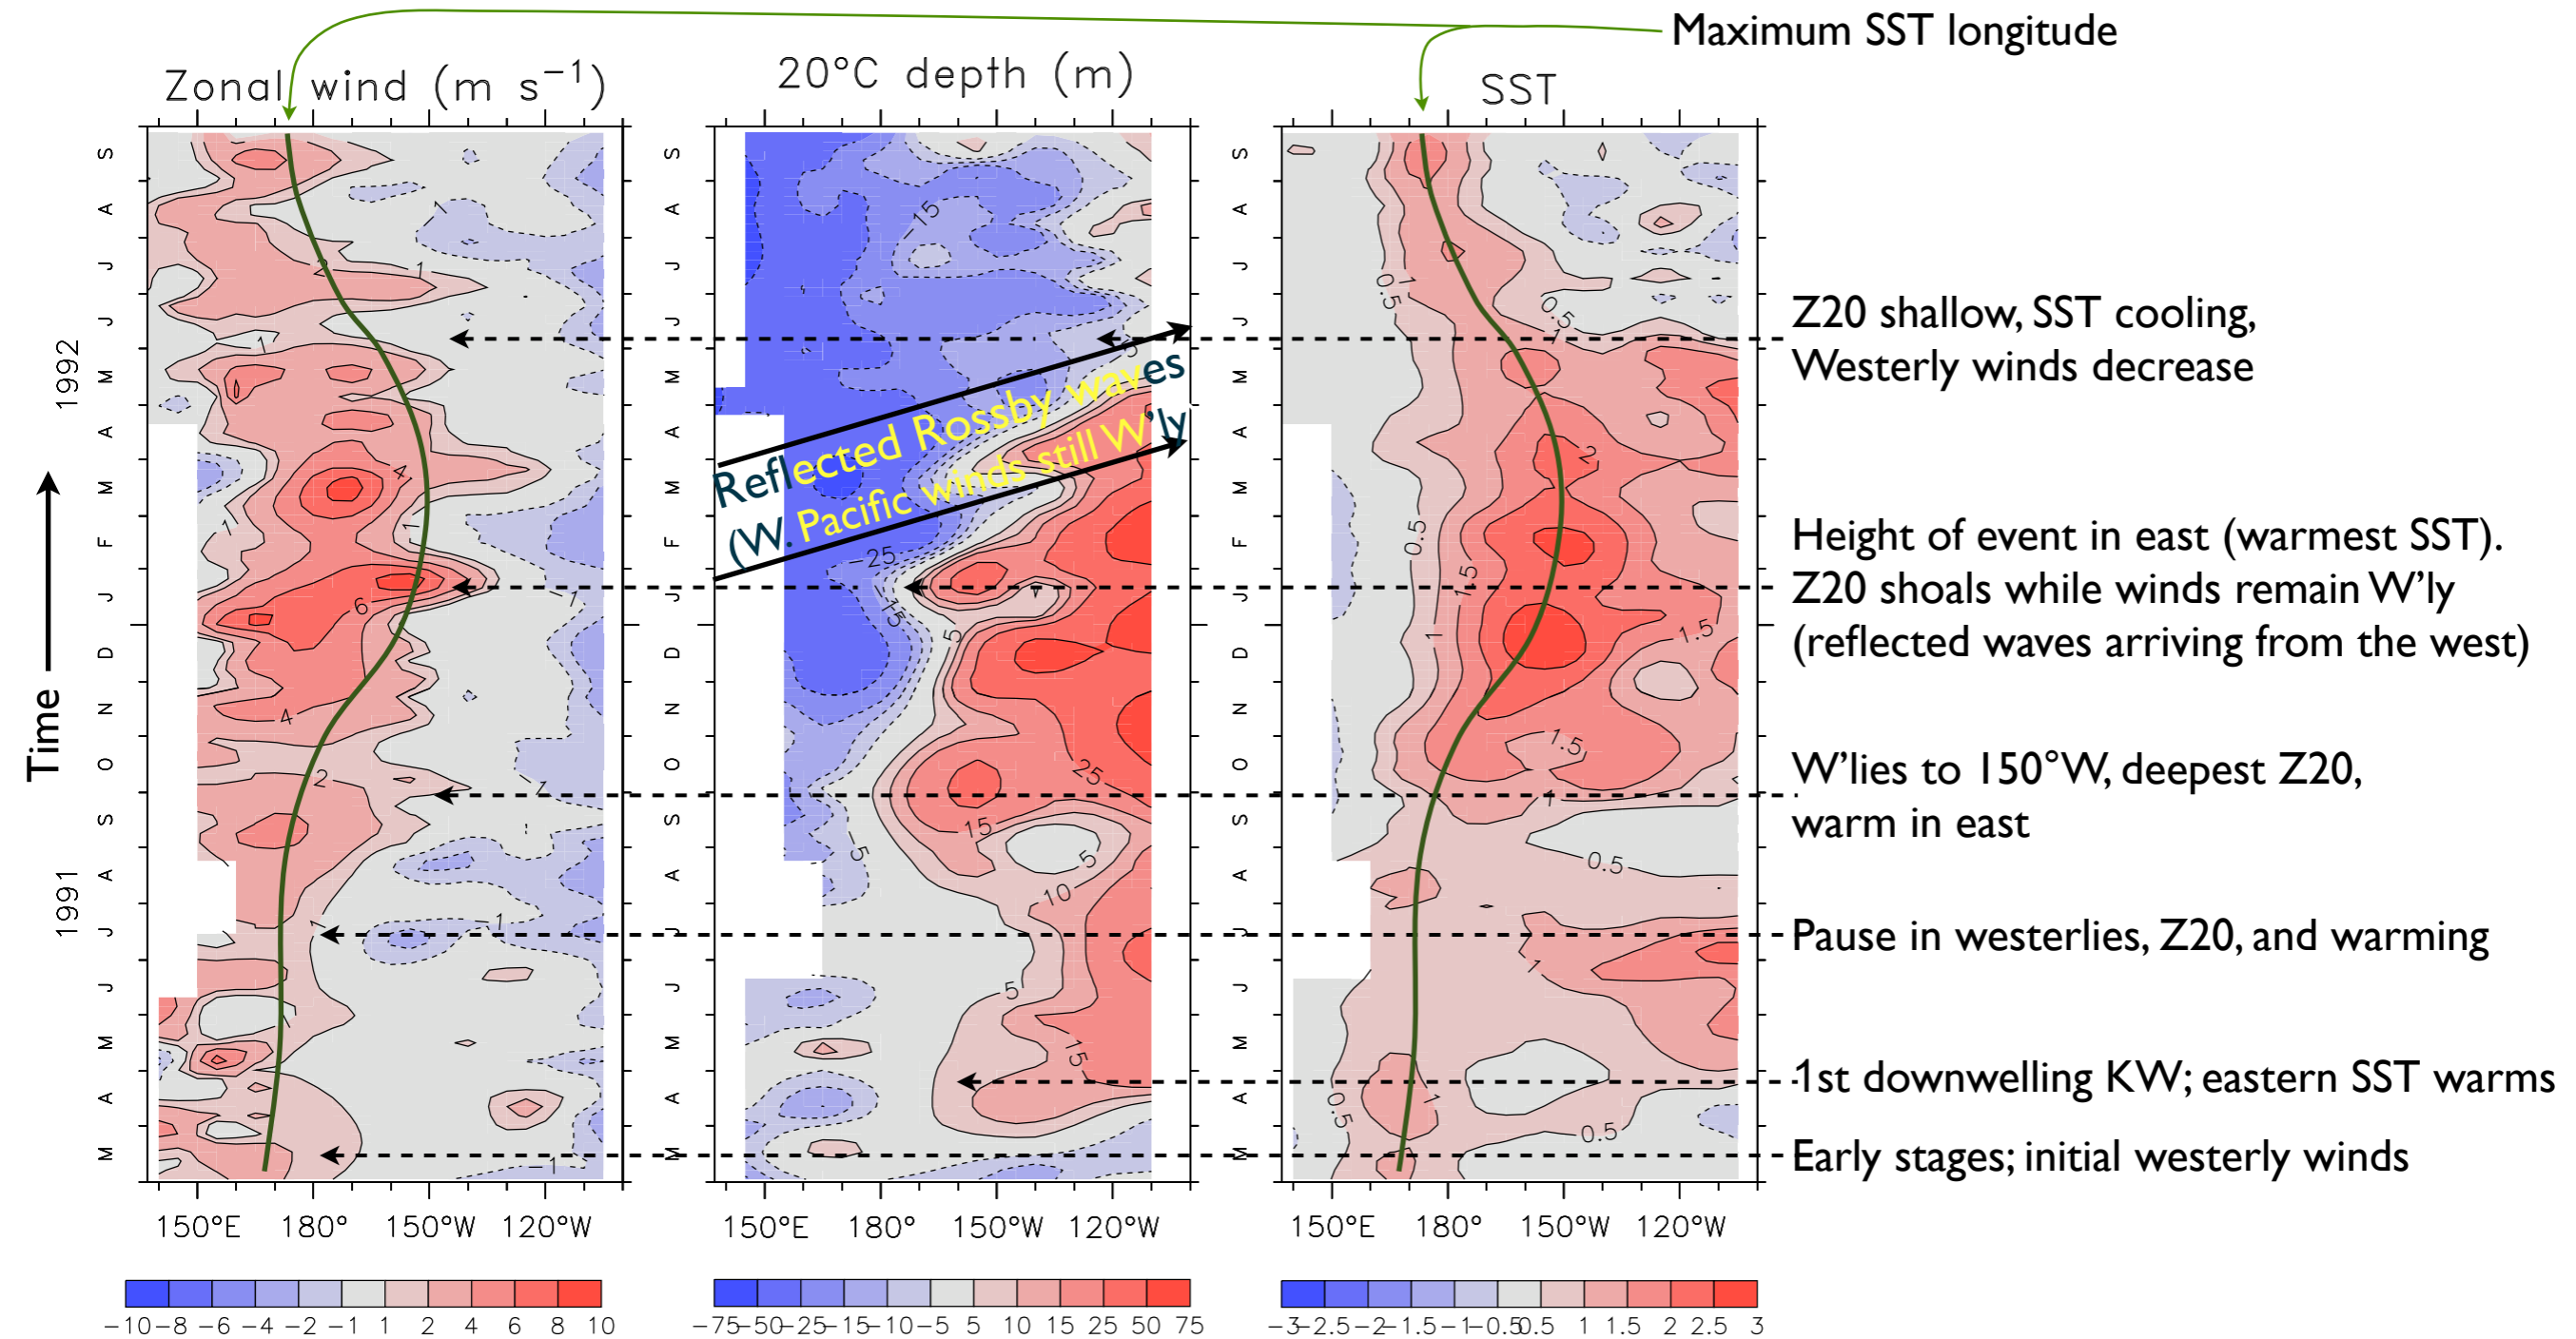 Maximum SST longitude
Zonal wind (m s⁻¹)
20°C depth (m)
SST
Time
1991
1992
M A M J J A S O N D J F M A M J J A S
M A M J J A S O N D J F M A M J J A S
M A M J J A S O N D J F M A M J J A S
Z20 shallow, SST cooling,
Westerly winds decrease
Reflected Rossby waves
(W. Pacific winds still W'ly
Height of event in east (warmest SST).
Z20 shoals while winds remain W'ly
(reflected waves arriving from the west)
W'lies to 150°W, deepest Z20,
warm in east
Pause in westerlies, Z20, and warming
1st downwelling KW; eastern SST warms
Early stages; initial westerly winds
150°E 180° 150°W 120°W
150°E 180° 150°W 120°W
150°E 180° 150°W 120°W
−10 −8 −6 −4 −2 −1 1 2 4 6 8 10
−75 −50 −25 −15 −10 −5 5 10 15 25 50 75
−3 −2.5 −2 −1.5 −1 −0.5 0.5 1 1.5 2 2.5 3